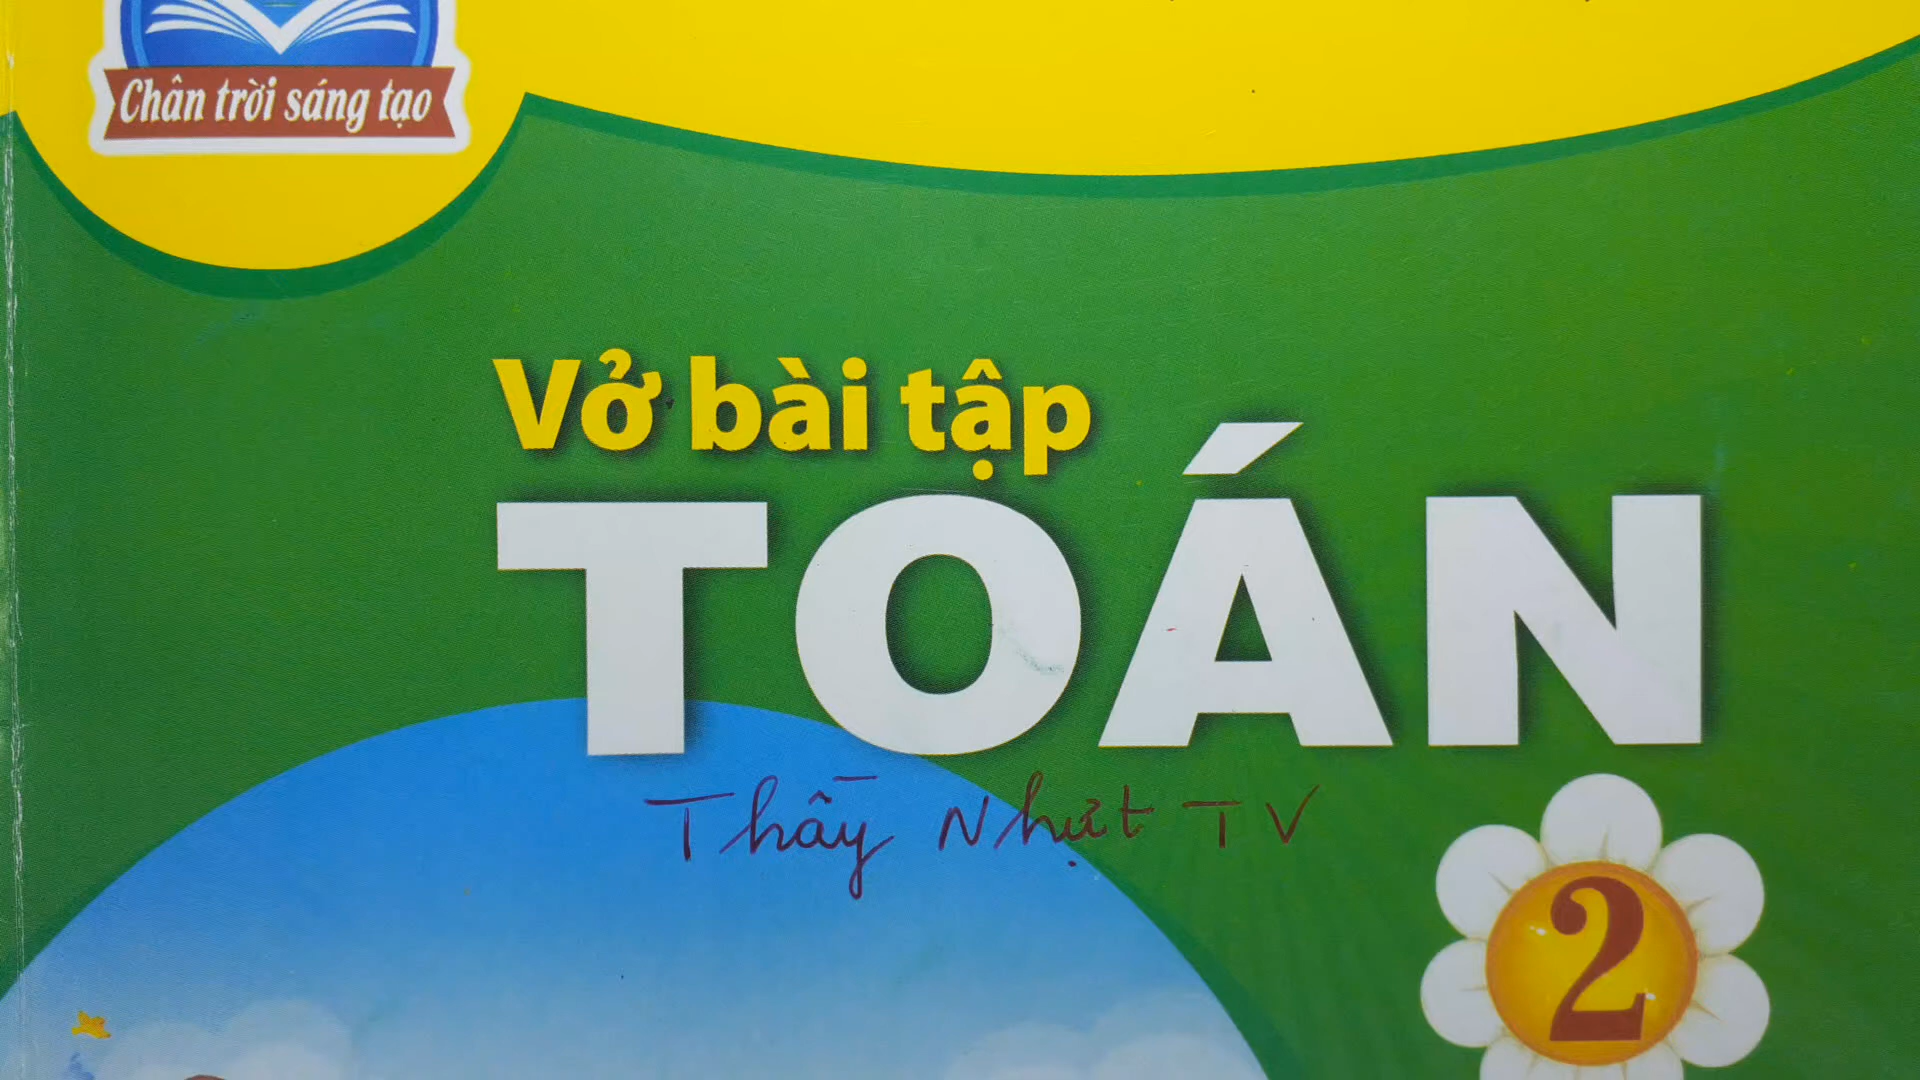 Chân trời sáng tạo
Vở bài tập
TOÁN
Thầy Nhựt TV
2